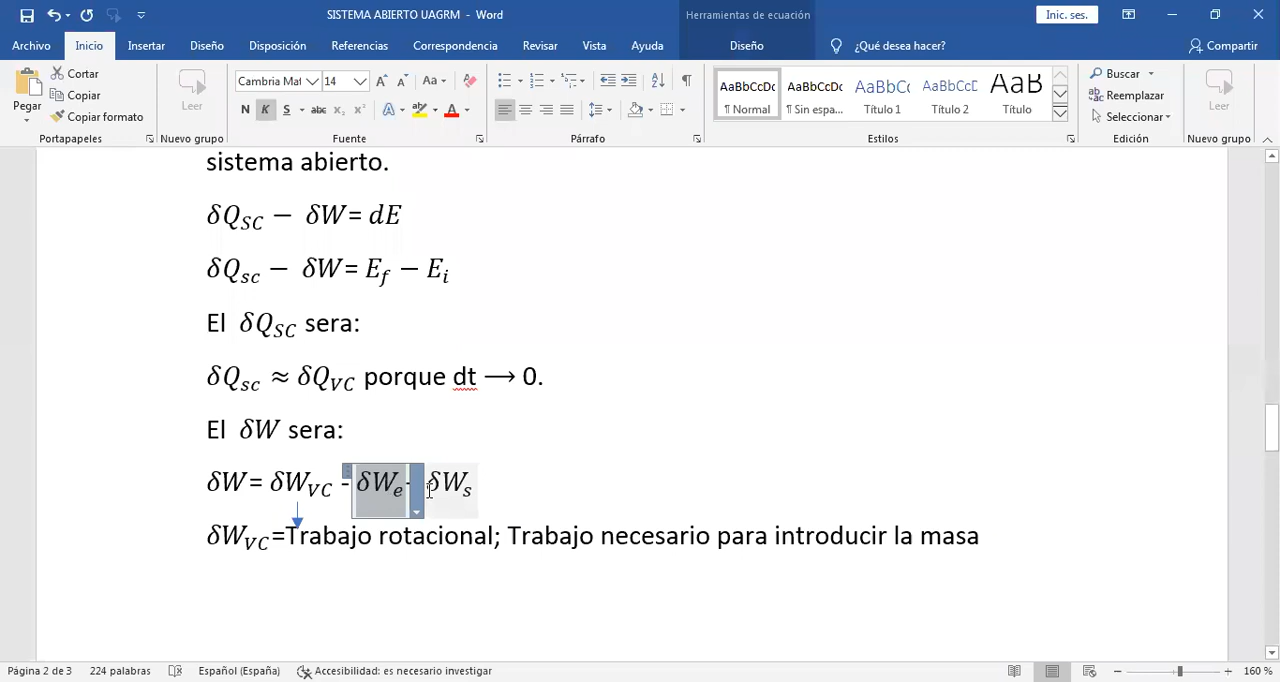 SISTEMA ABIERTO UAGRM - Word
Herramientas de ecuación
Inic. ses.
Archivo Inicio Insertar Diseño Disposición Referencias Correspondencia Revisar Vista Ayuda Diseño ¿Qué desea hacer? Compartir
Pegar
Cortar
Copiar
Copiar formato
Portapapeles
Leer
Nuevo grupo
Cambria Mat 14
N K S abc x₂ x²
Fuente
Párrafo
AaBbCcDc AaBbCcDc AaBbCc AaBbCcD AaB
¶ Normal ¶ Sin espa... Título 1 Título 2 Título
Estilos
Buscar
Reemplazar
Seleccionar
Edición
Leer
Nuevo grupo
sistema abierto.
δQ_SC − δW= dE
δQ_sc − δW= E_f − E_i
El δQ_SC sera:
δQ_sc ≈ δQ_VC porque dt ⟶ 0.
El δW sera:
δW= δW_VC - δW_e- δW_s
δW_VC=Trabajo rotacional; Trabajo necesario para introducir la masa
Página 2 de 3 224 palabras Español (España) Accesibilidad: es necesario investigar 160 %